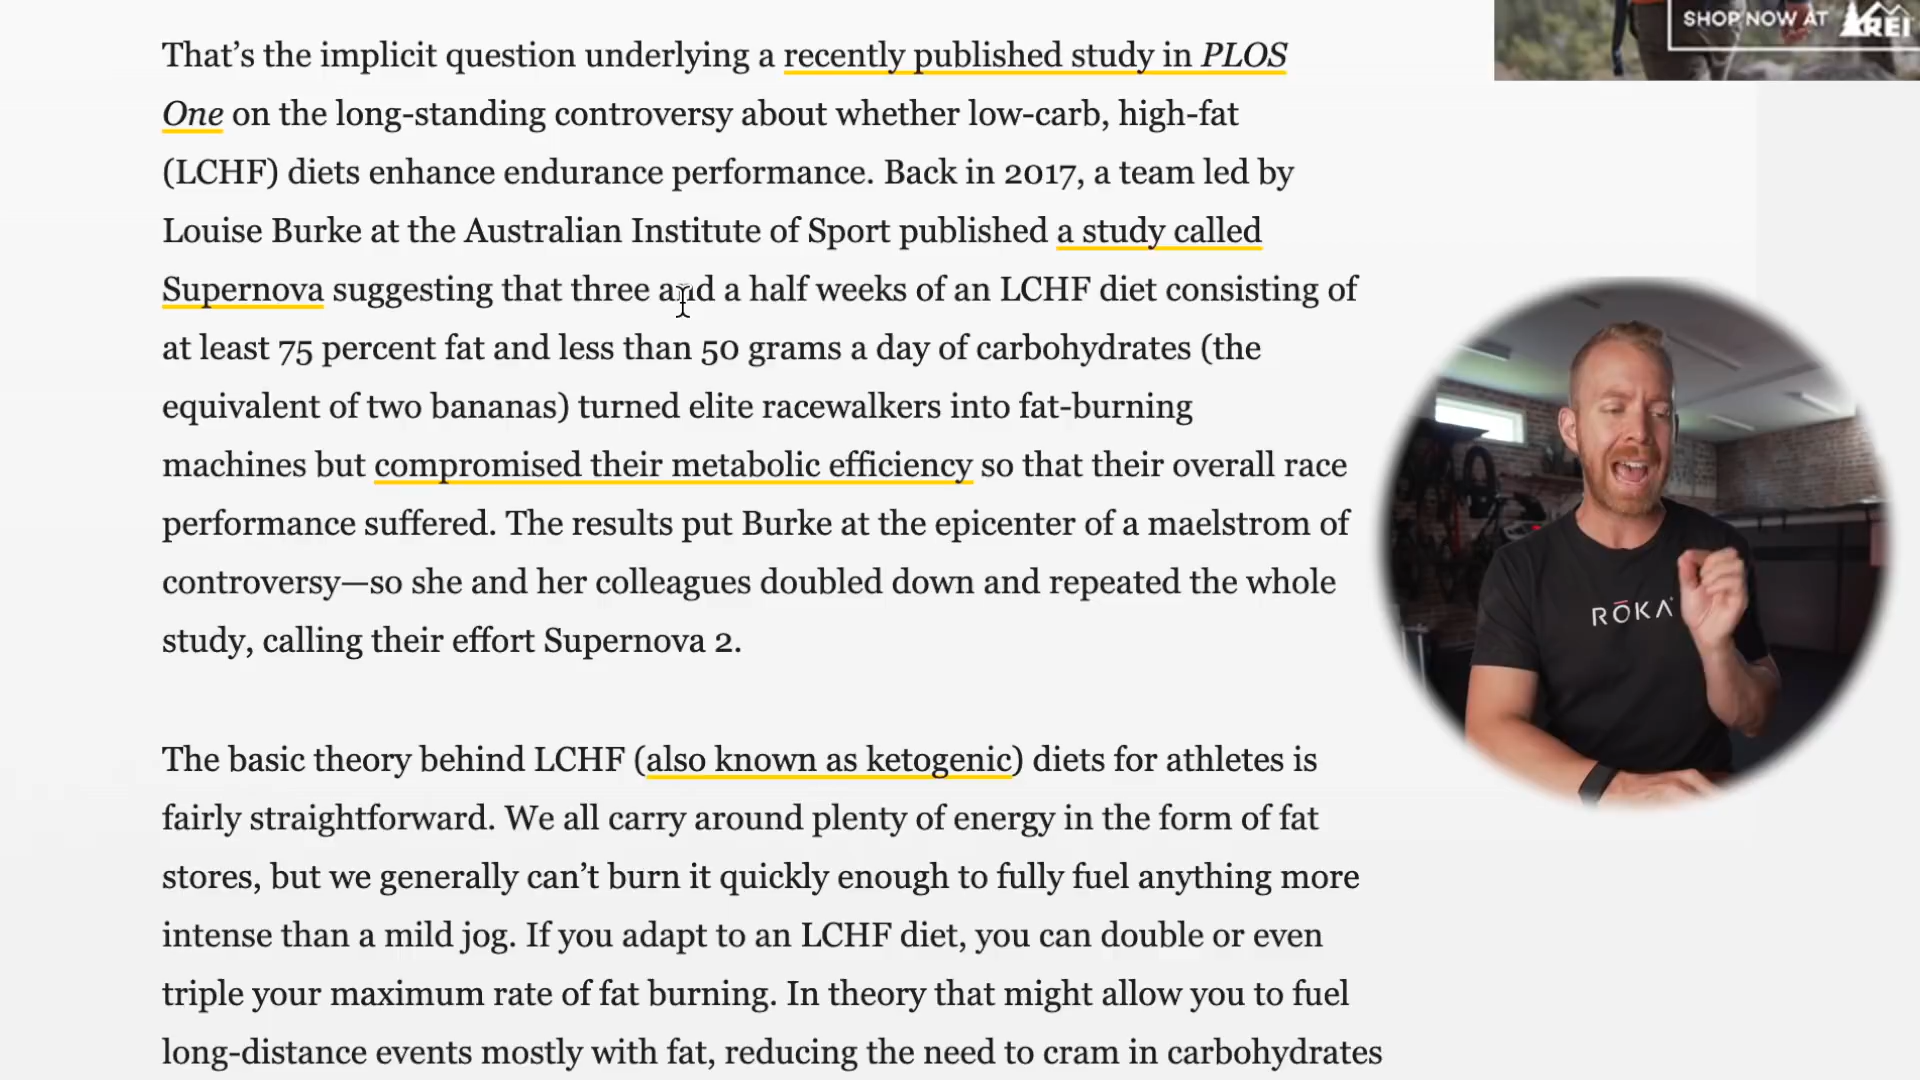 SHOP NOW AT REI
That’s the implicit question underlying a recently published study in PLOS
One on the long-standing controversy about whether low-carb, high-fat
(LCHF) diets enhance endurance performance. Back in 2017, a team led by
Louise Burke at the Australian Institute of Sport published a study called
Supernova suggesting that three and a half weeks of an LCHF diet consisting of
at least 75 percent fat and less than 50 grams a day of carbohydrates (the
equivalent of two bananas) turned elite racewalkers into fat-burning
machines but compromised their metabolic efficiency so that their overall race
performance suffered. The results put Burke at the epicenter of a maelstrom of
controversy—so she and her colleagues doubled down and repeated the whole
study, calling their effort Supernova 2.
The basic theory behind LCHF (also known as ketogenic) diets for athletes is
fairly straightforward. We all carry around plenty of energy in the form of fat
stores, but we generally can’t burn it quickly enough to fully fuel anything more
intense than a mild jog. If you adapt to an LCHF diet, you can double or even
triple your maximum rate of fat burning. In theory that might allow you to fuel
long-distance events mostly with fat, reducing the need to cram in carbohydrates
RŌKA